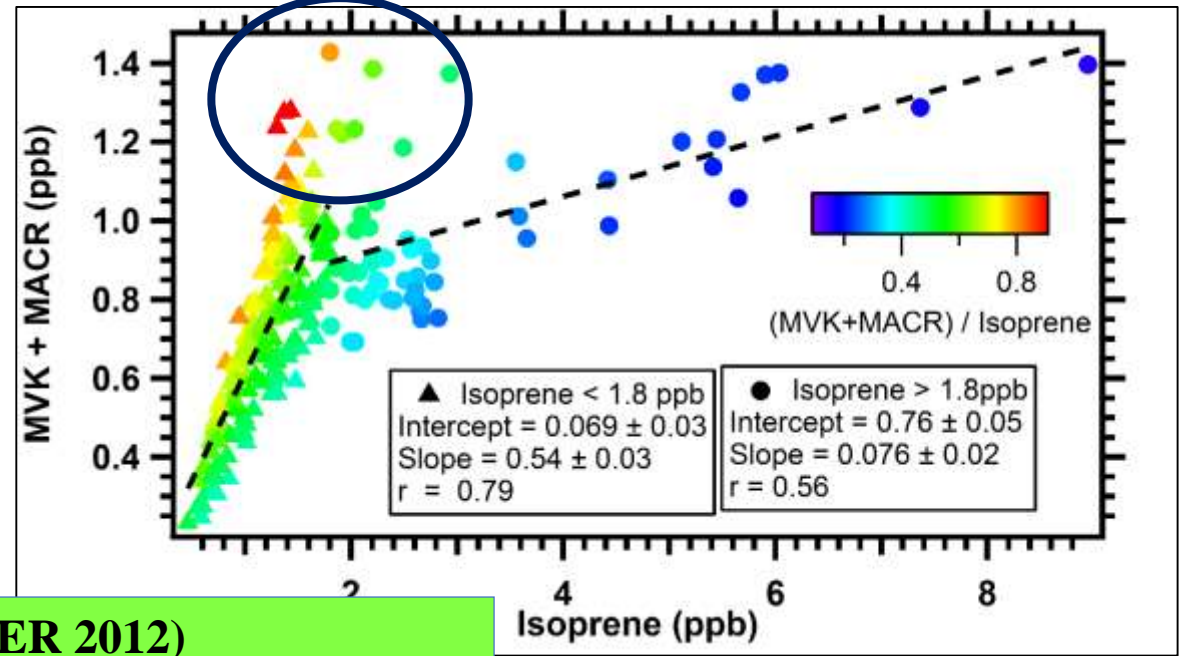 1.4
1.2
1.0
0.8
0.6
0.4
MVK + MACR (ppb)
0.4 0.8
(MVK+MACR) / Isoprene
▲ Isoprene < 1.8 ppb
Intercept = 0.069 ± 0.03
Slope = 0.54 ± 0.03
r = 0.79
● Isoprene > 1.8ppb
Intercept = 0.76 ± 0.05
Slope = 0.076 ± 0.02
r = 0.56
2 4 6 8
Isoprene (ppb)
ER 2012)